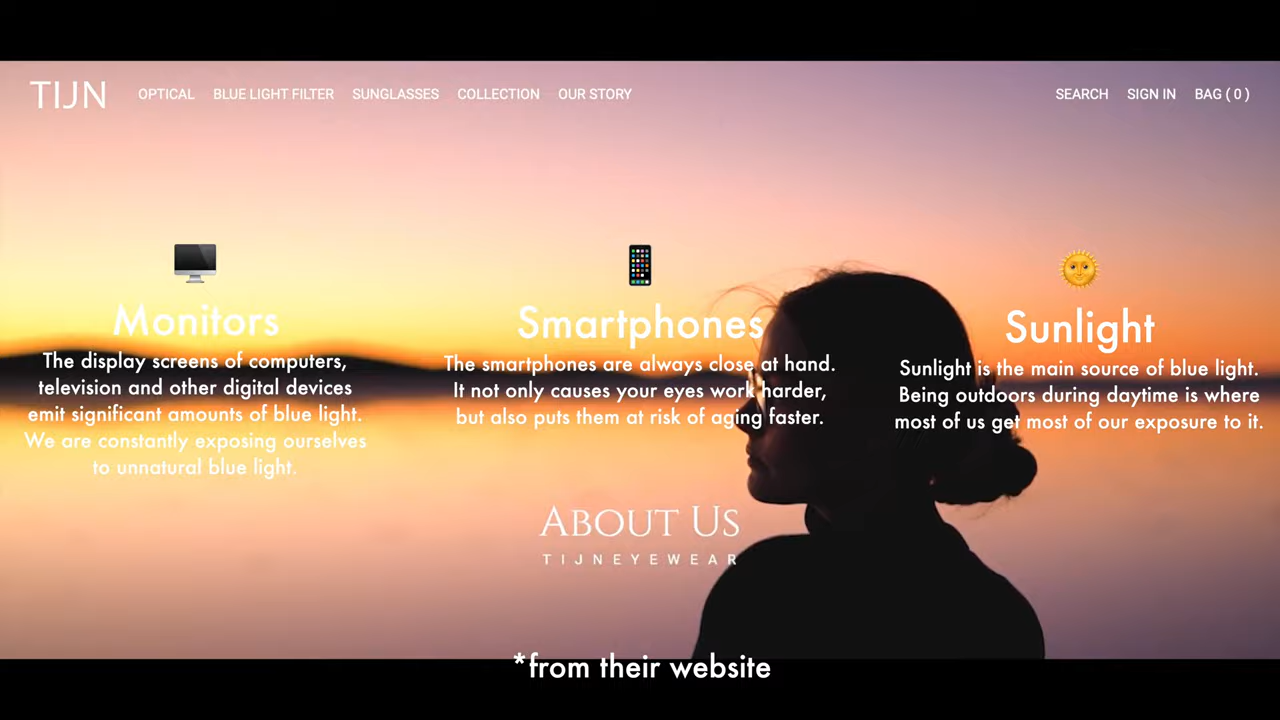 TIJN
OPTICAL BLUE LIGHT FILTER SUNGLASSES COLLECTION OUR STORY
SEARCH SIGN IN BAG ( 0 )
Monitors
The display screens of computers,
television and other digital devices
emit significant amounts of blue light.
We are constantly exposing ourselves
to unnatural blue light.
Smartphones
The smartphones are always close at hand.
It not only causes your eyes work harder,
but also puts them at risk of aging faster.
Sunlight
Sunlight is the main source of blue light.
Being outdoors during daytime is where
most of us get most of our exposure to it.
About Us
TIJNEYEWEAR
*from their website